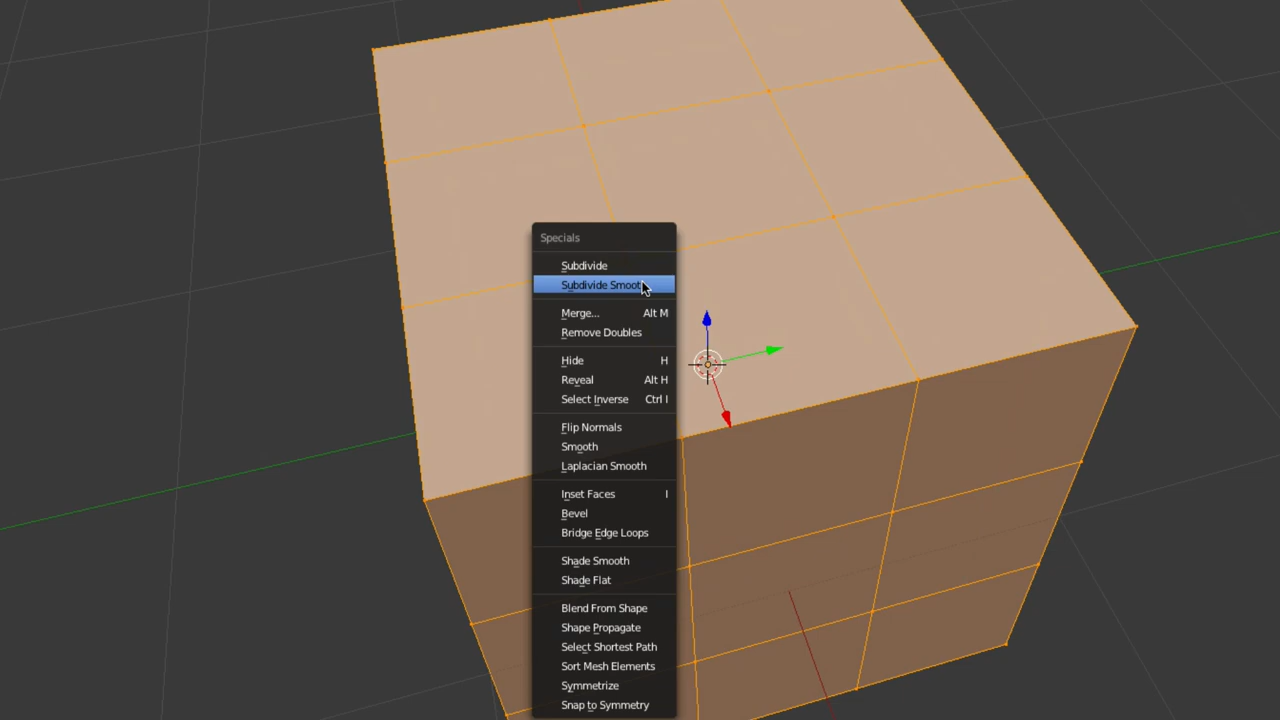 Specials
Subdivide
Subdivide Smoot
Merge... Alt M
Remove Doubles
Hide H
Reveal Alt H
Select Inverse Ctrl I
Flip Normals
Smooth
Laplacian Smooth
Inset Faces I
Bevel
Bridge Edge Loops
Shade Smooth
Shade Flat
Blend From Shape
Shape Propagate
Select Shortest Path
Sort Mesh Elements
Symmetrize
Snap to Symmetry